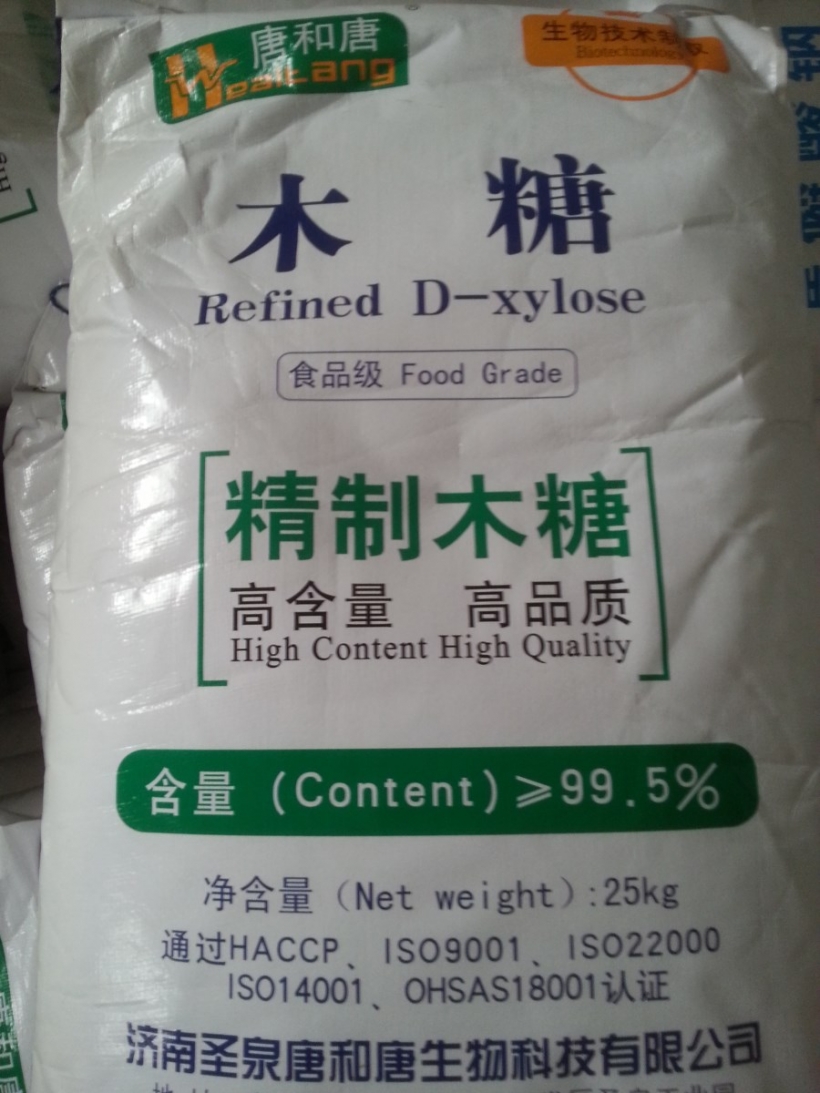 唐和唐
Healtang
生物技术制
Biotechnologic
木糖
Refined D-xylose
食品级 Food Grade
精制木糖
高含量 高品质
High Content High Quality
含量 (Content)≥99.5%
净含量（Net weight）:25kg
通过HACCP、ISO9001、ISO22000
ISO14001、OHSAS18001认证
济南圣泉唐和唐生物科技有限公司